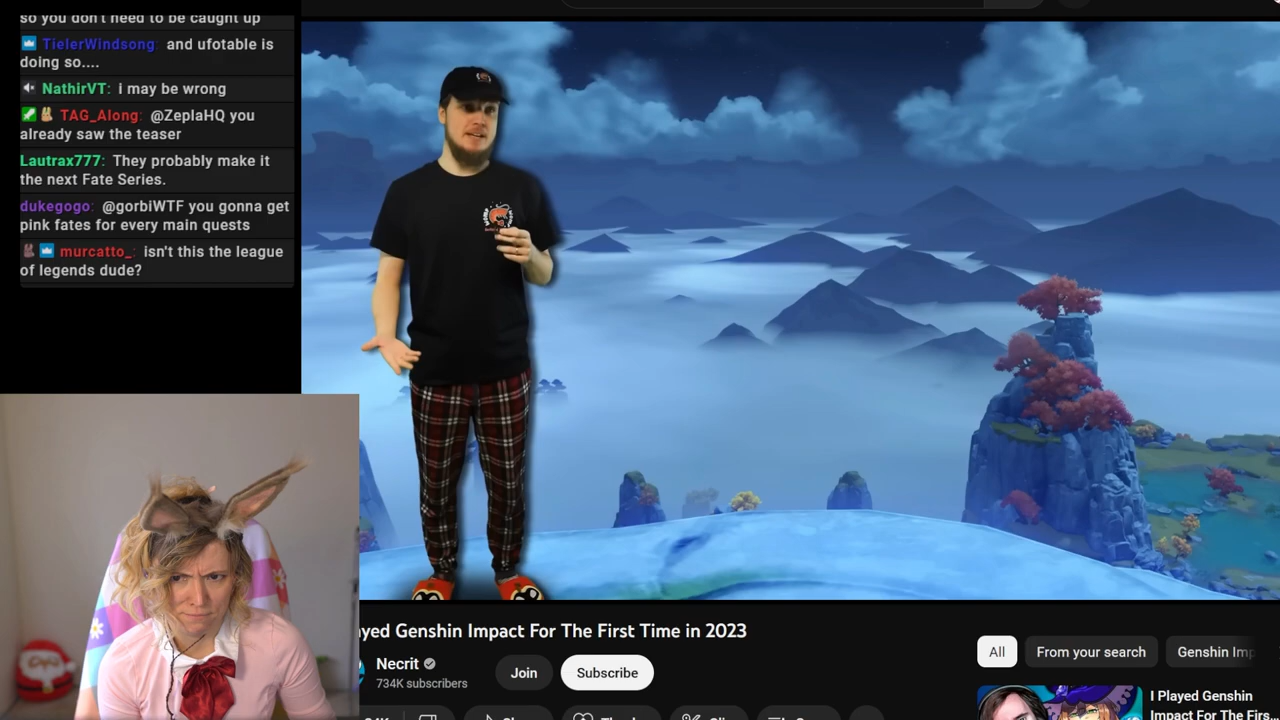 so you don't need to be caught up
TielerWindsong: and ufotable is
doing so....
NathirVT: i may be wrong
TAG_Along: @ZeplaHQ you
already saw the teaser
Lautrax777: They probably make it
the next Fate Series.
dukegogo: @gorbiWTF you gonna get
pink fates for every main quests
murcatto_: isn't this the league
of legends dude?
Played Genshin Impact For The First Time in 2023
Necrit
734K subscribers
Join
Subscribe
All
From your search
Genshin Imp
I Played Genshin
Impact For The Firs